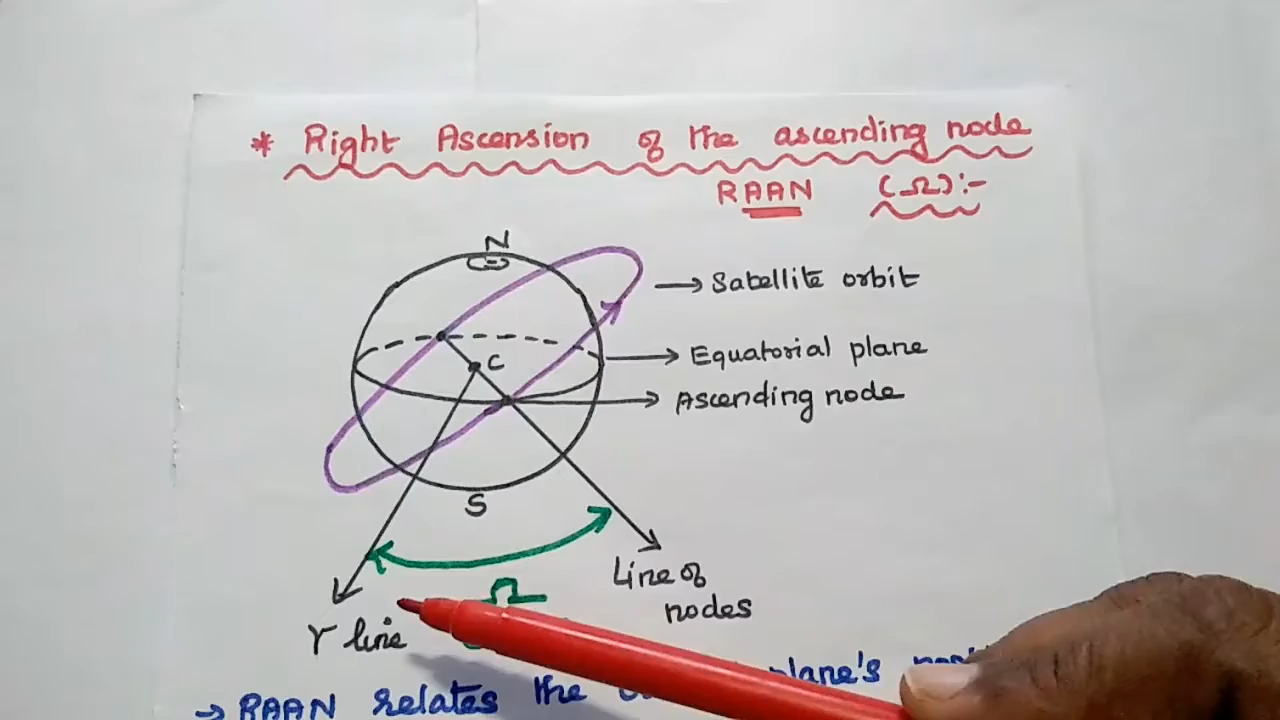 * Right Ascension of the ascending node
RAAN (Ω):-
N
Satellite orbit
Equatorial plane
C
Ascending node
S
Line of
nodes
Ω
ϒ line
→ RAAN relates the plane's